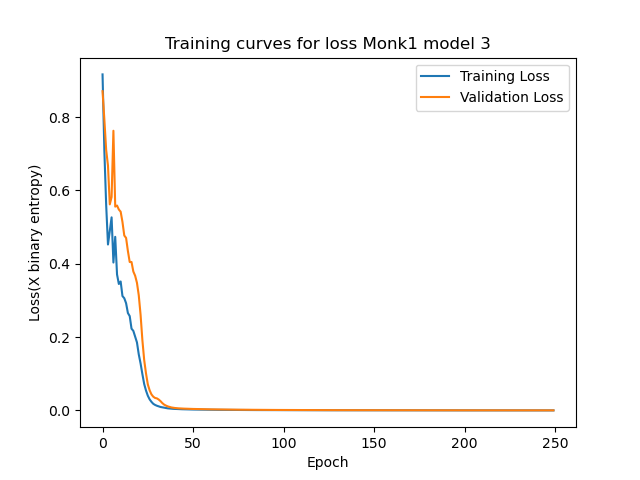 Training curves for loss Monk1 model 3
Training Loss
Validation Loss
Loss(X binary entropy)
0.8
0.6
0.4
0.2
0.0
0 50 100 150 200 250
Epoch